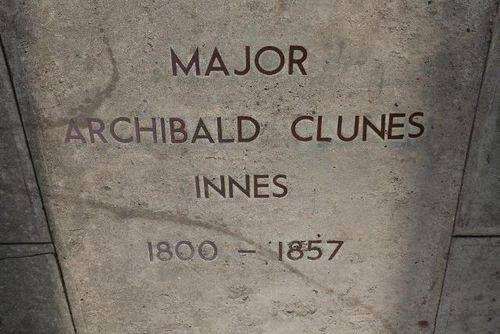 MAJOR
ARCHIBALD CLUNES
INNES
1800 - 1857